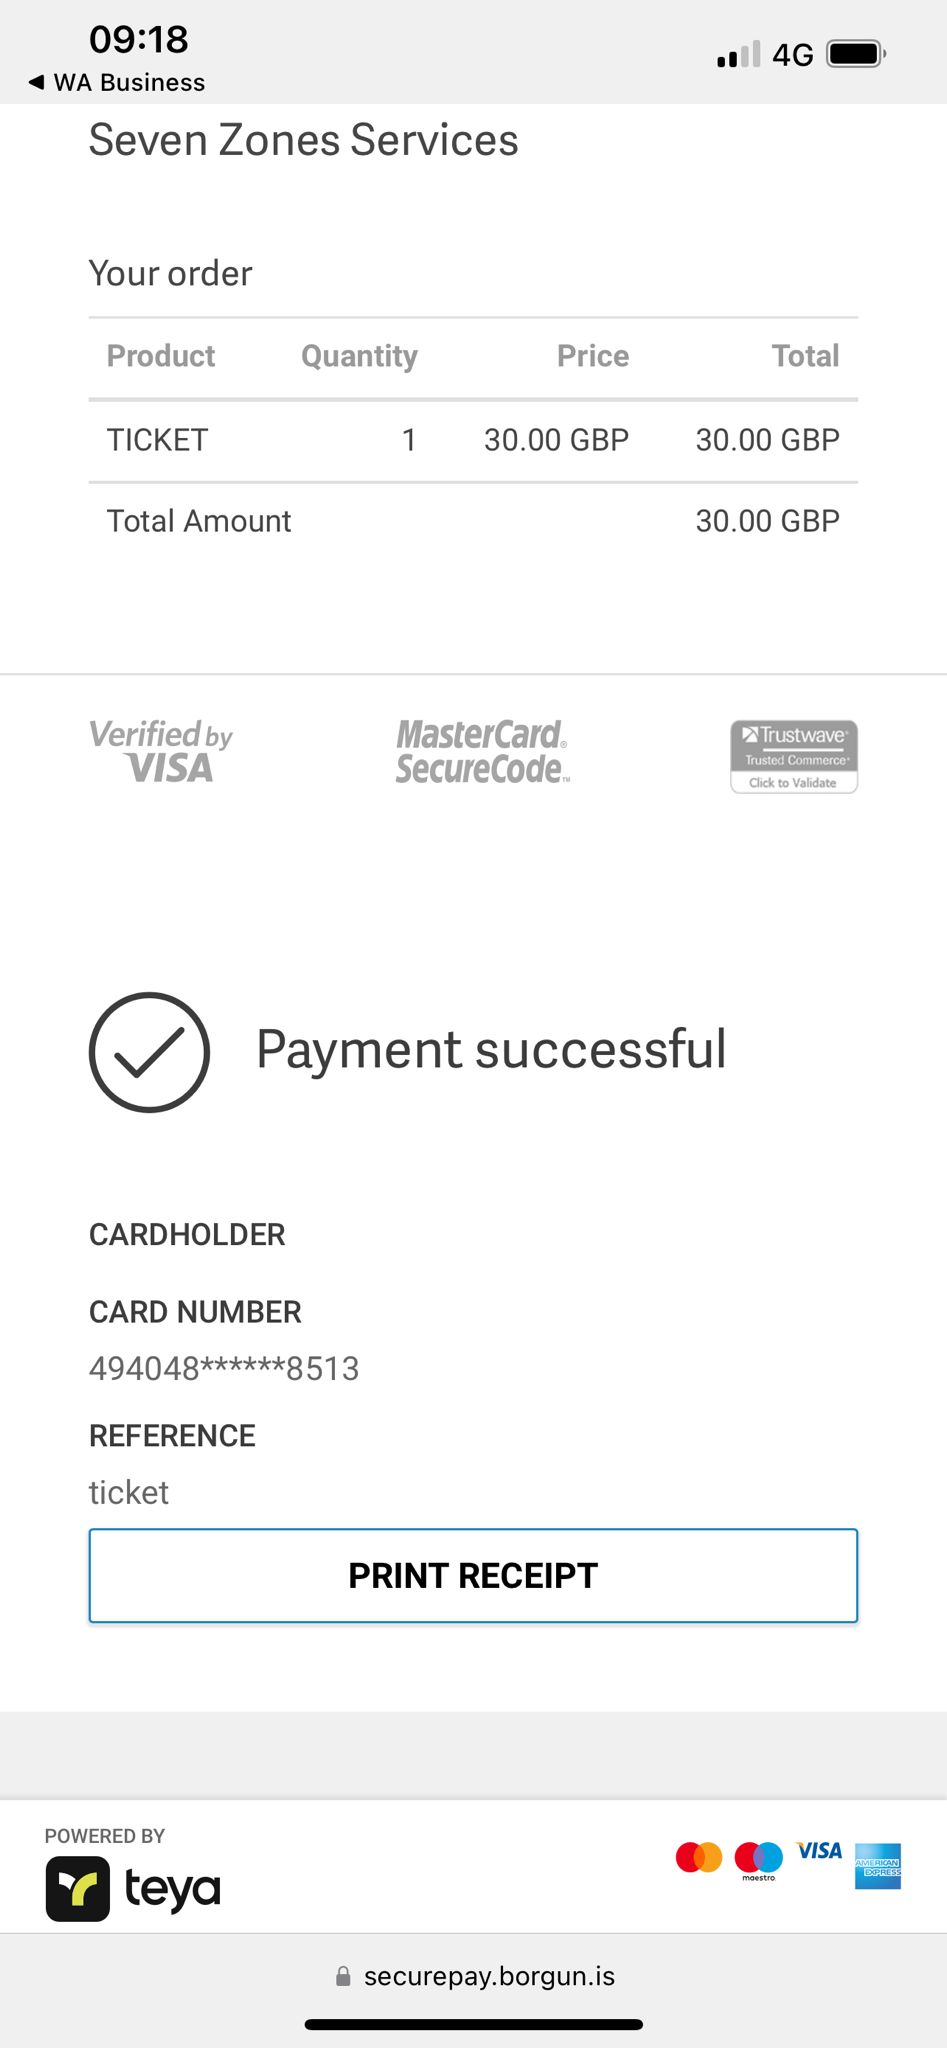 09:18
4G
◀ WA Business
Seven Zones Services
Your order
Product Quantity Price Total
TICKET 1 30.00 GBP 30.00 GBP
Total Amount 30.00 GBP
Verified by
VISA
MasterCard®
SecureCode™
Trustwave®
Trusted Commerce®
Click to Validate
Payment successful
CARDHOLDER
CARD NUMBER
494048******8513
REFERENCE
ticket
PRINT RECEIPT
POWERED BY
teya
maestro
VISA
AMERICAN
EXPRESS
securepay.borgun.is